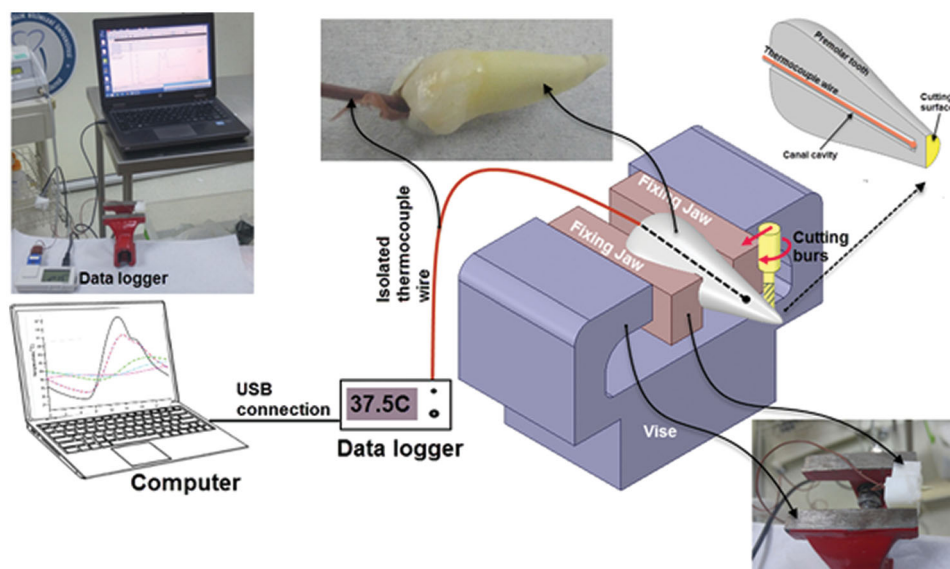 Data logger
Premolar tooth
Thermocouple wire
Canal cavity
Cutting
surface
Fixing Jaw
Fixing Jaw
Cutting
burs
Isolated
thermocouple
wire
USB
connection
37.5C
Data logger
Computer
Vise